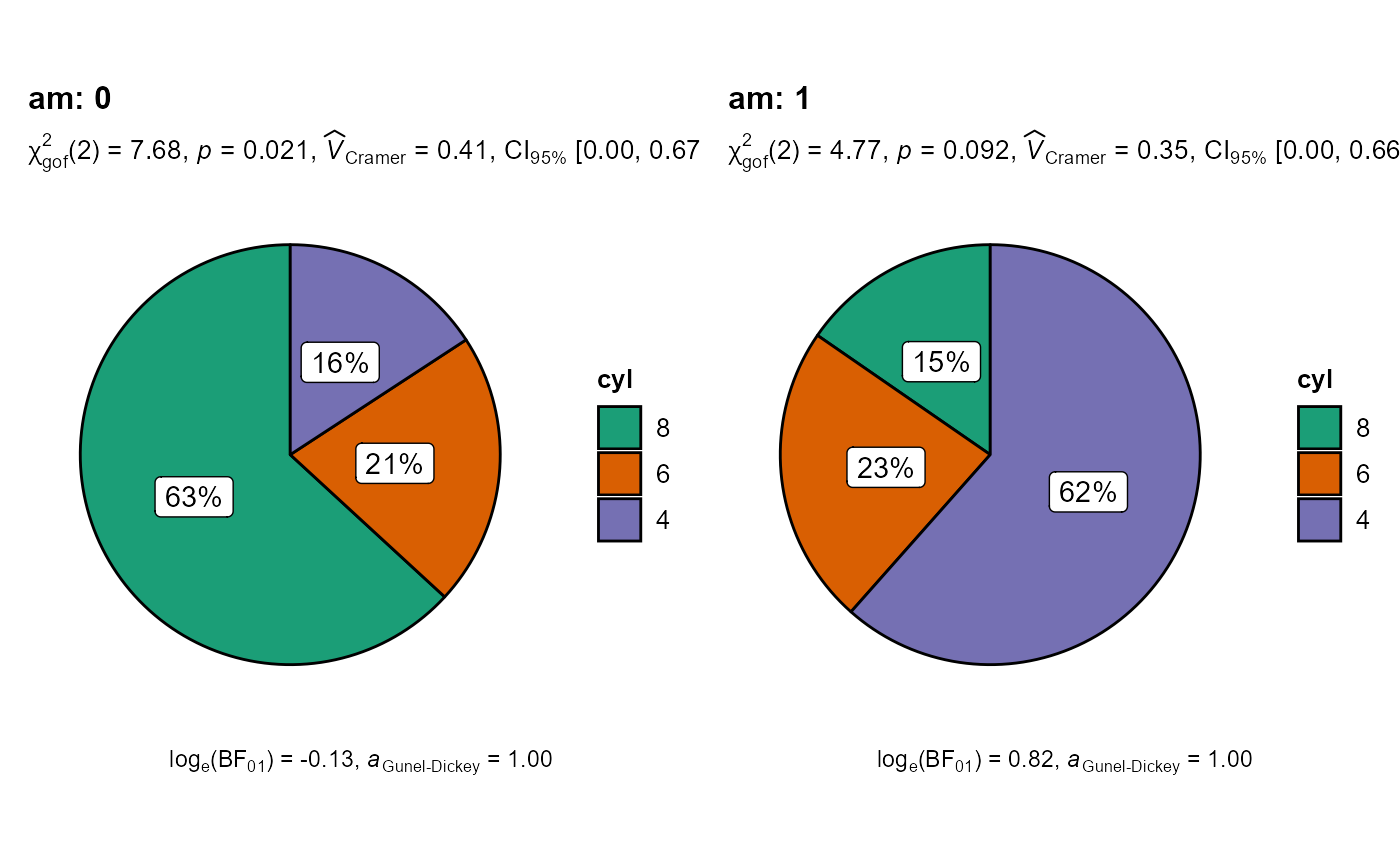 am: 0
χ²gof(2) = 7.68, p = 0.021, V̂Cramer = 0.41, CI95% [0.00, 0.67
16%
21%
63%
cyl
8
6
4
loge(BF01) = -0.13, aGunel-Dickey = 1.00
am: 1
χ²gof(2) = 4.77, p = 0.092, V̂Cramer = 0.35, CI95% [0.00, 0.66
15%
23%
62%
cyl
8
6
4
loge(BF01) = 0.82, aGunel-Dickey = 1.00